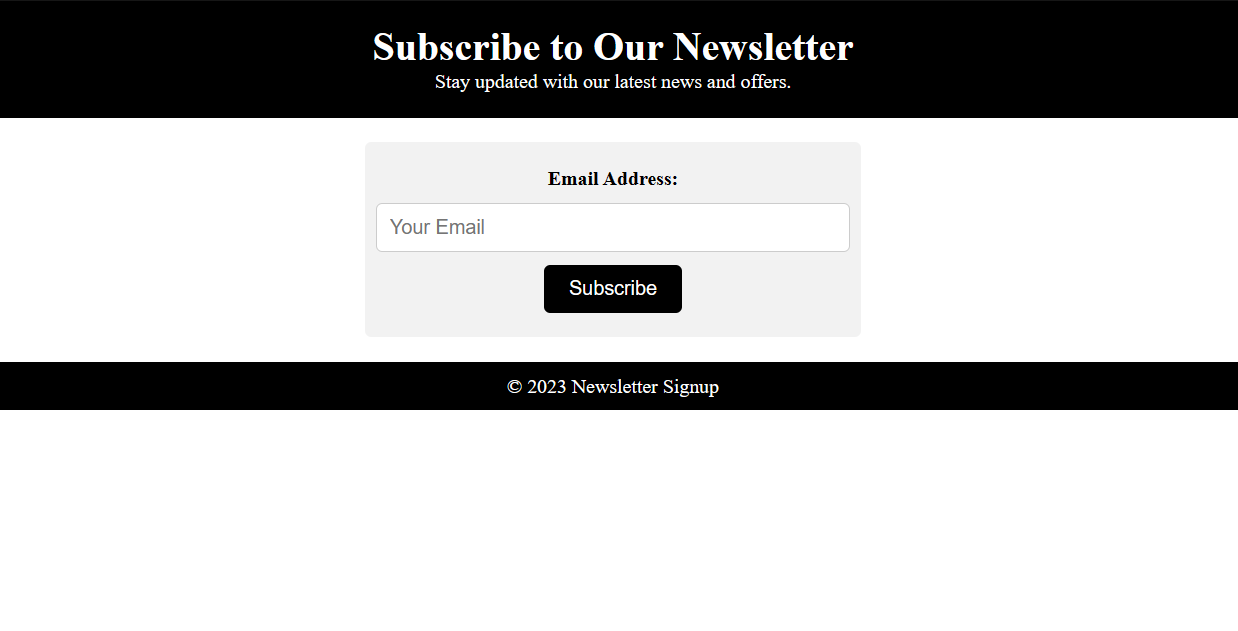 Subscribe to Our Newsletter
Stay updated with our latest news and offers.
Email Address:
Your Email
Subscribe
© 2023 Newsletter Signup